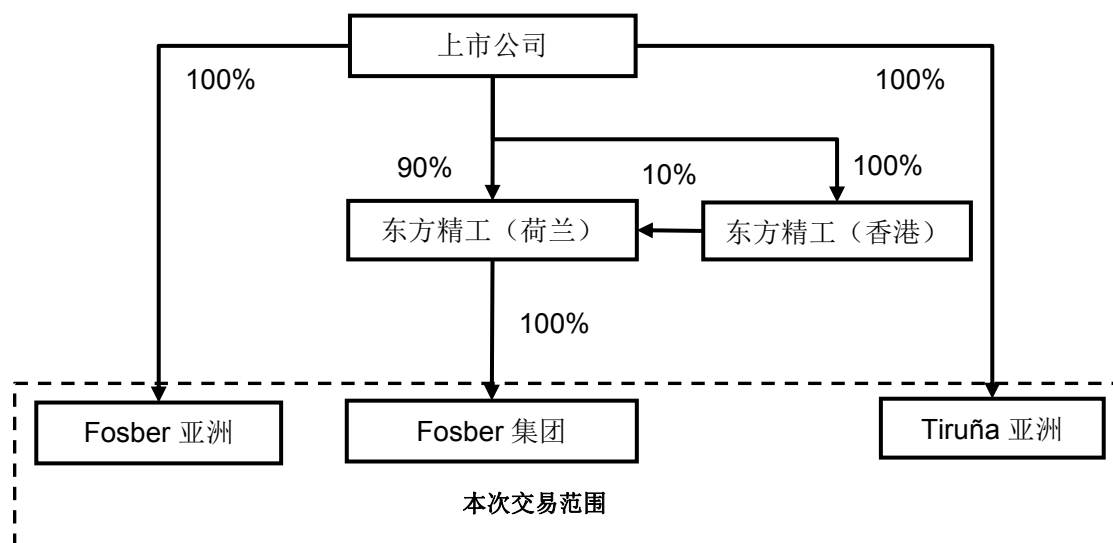 上市公司
100%
100%
90%
10%
100%
东方精工（荷兰）
东方精工（香港）
100%
Fosber 亚洲
Fosber 集团
Tiruña 亚洲
本次交易范围